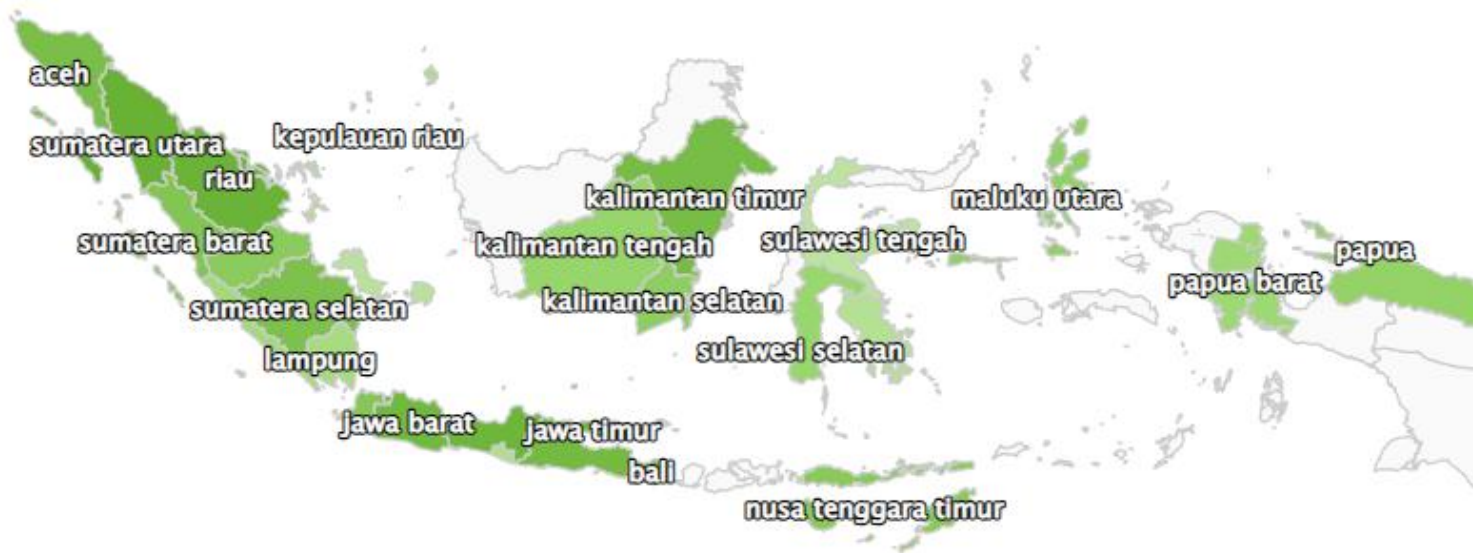 aceh
sumatera utara
kepulauan riau
riau
kalimantan timur
maluku utara
sumatera barat
kalimantan tengah
sulawesi tengah
papua
papua barat
sumatera selatan
kalimantan selatan
lampung
sulawesi selatan
jawa barat
jawa timur
bali
nusa tenggara timur